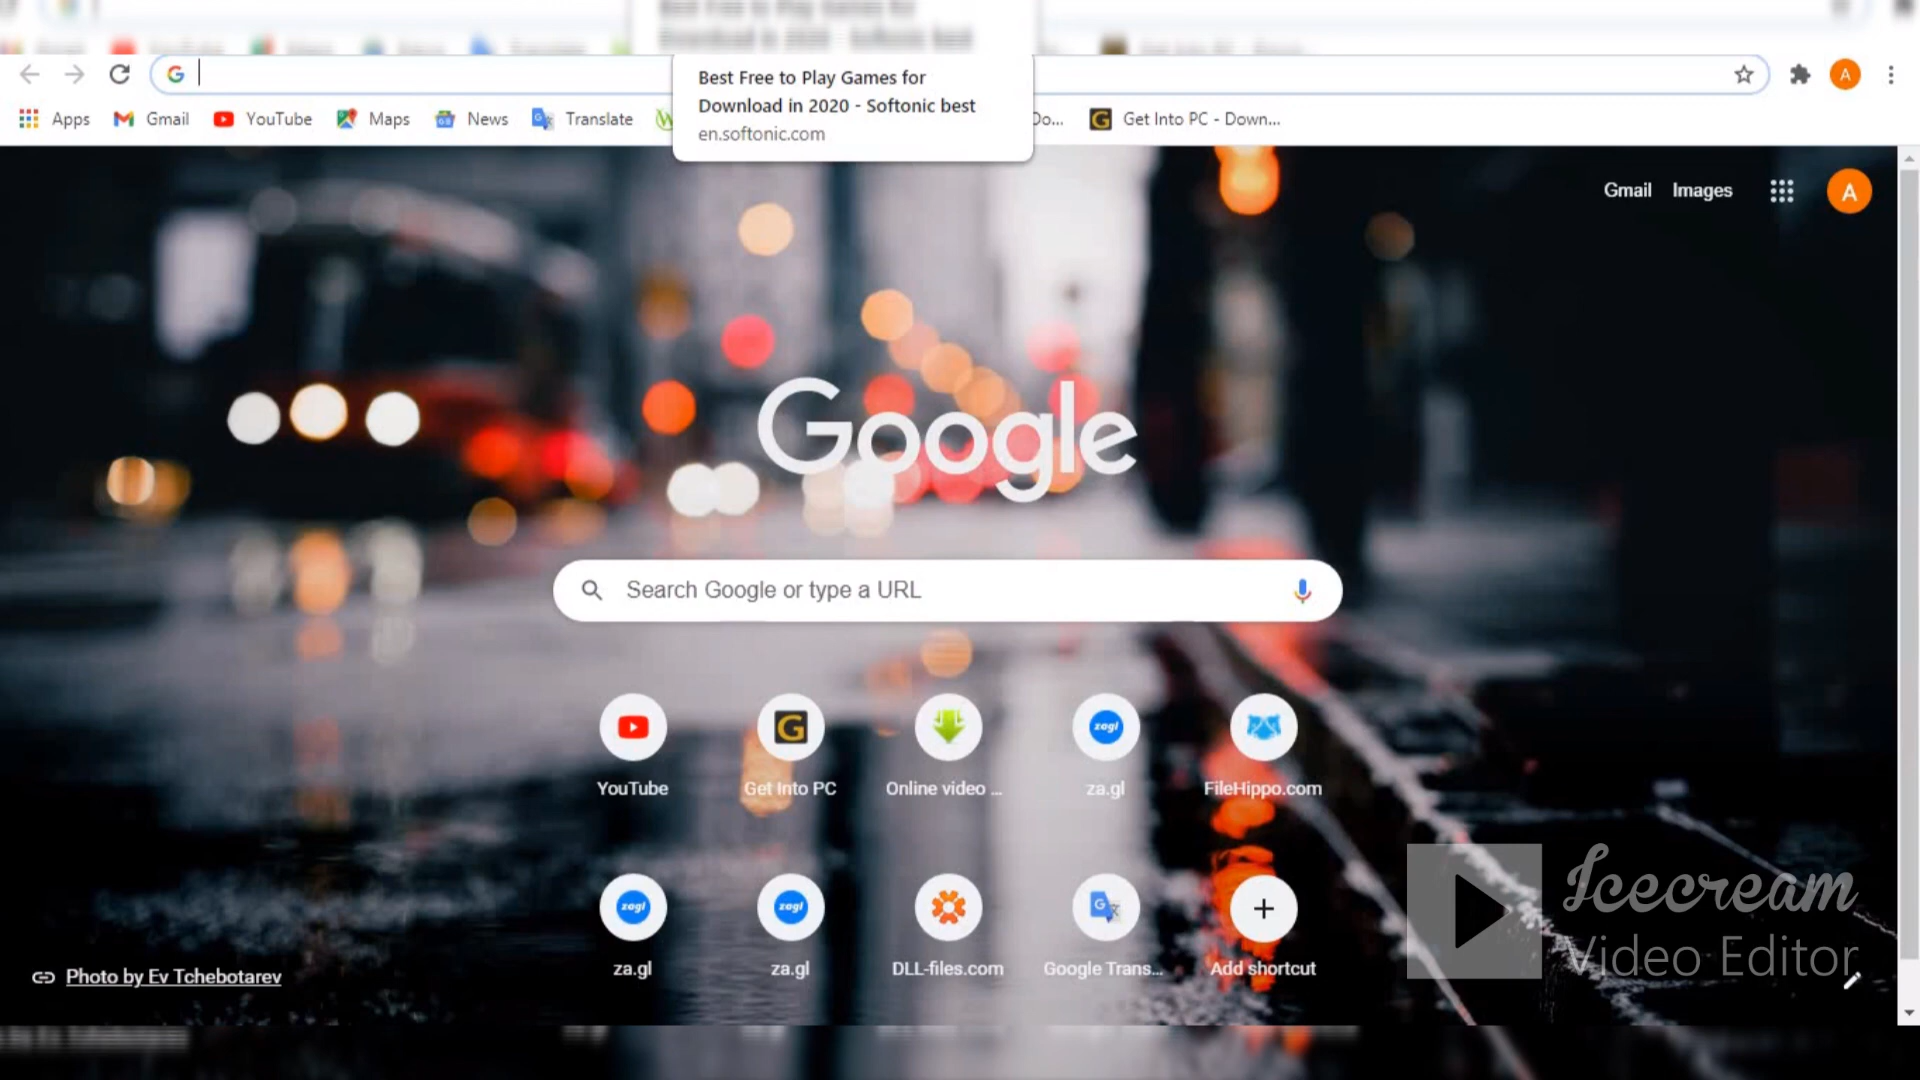 Best Free to Play Games for
Download in 2020 - Softonic best
en.softonic.com
A
Apps Gmail YouTube Maps News Translate Do... Get Into PC - Down...
Gmail Images A
Google
Search Google or type a URL
YouTube Get Into PC Online video ... za.gl FileHippo.com
za.gl za.gl DLL-files.com Google Trans... Add shortcut
Photo by Ev Tchebotarev
Icecream
Video Editor